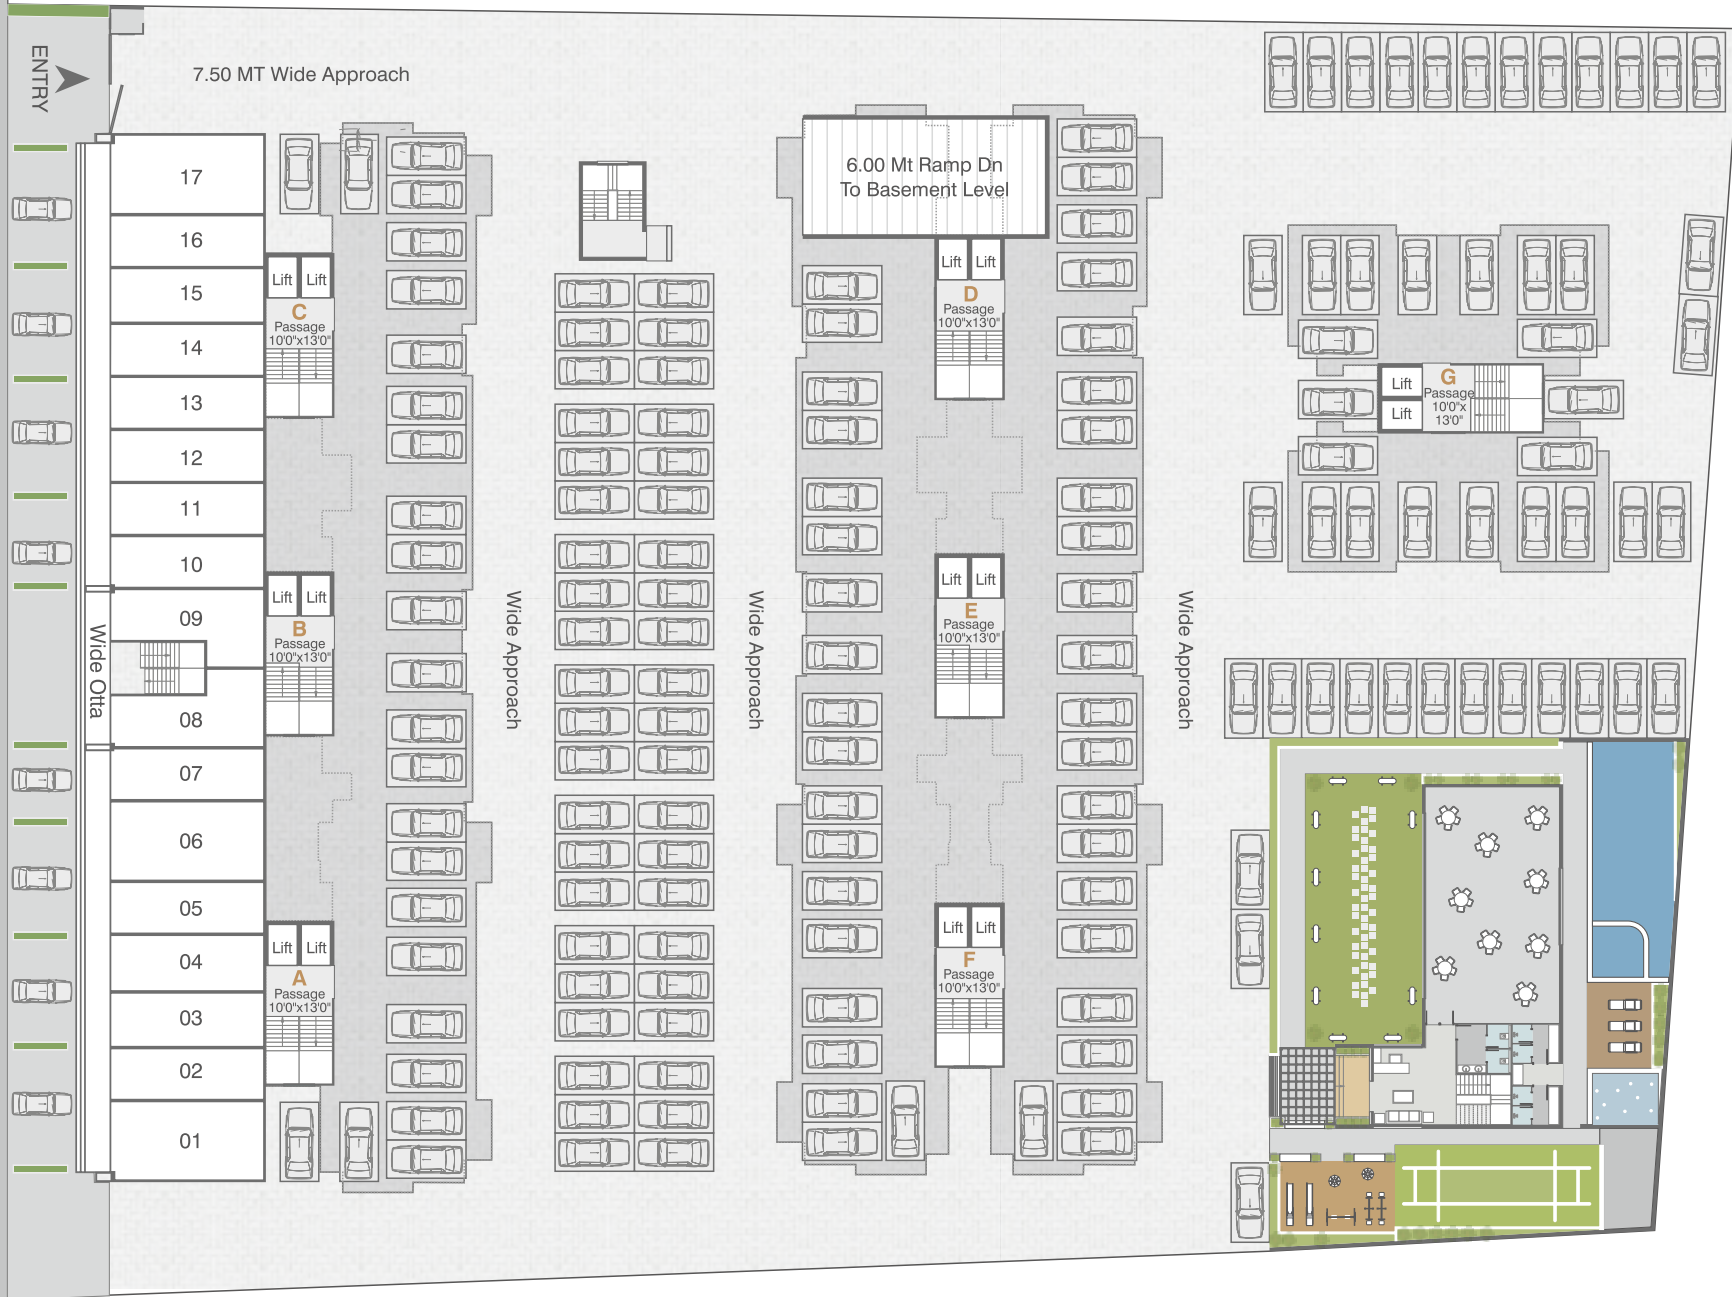 ENTRY
7.50 MT Wide Approach
17
16
15
14
13
12
11
10
09
08
07
06
05
04
03
02
01
Wide Otta
Lift Lift
C
Passage
10'0"x13'0"
Lift Lift
B
Passage
10'0"x13'0"
Lift Lift
A
Passage
10'0"x13'0"
Wide Approach
Wide Approach
6.00 Mt Ramp Dn
To Basement Level
Lift Lift
D
Passage
10'0"x13'0"
Lift Lift
E
Passage
10'0"x13'0"
Lift Lift
F
Passage
10'0"x13'0"
Wide Approach
Lift
Lift
G
Passage
10'0"x
13'0"